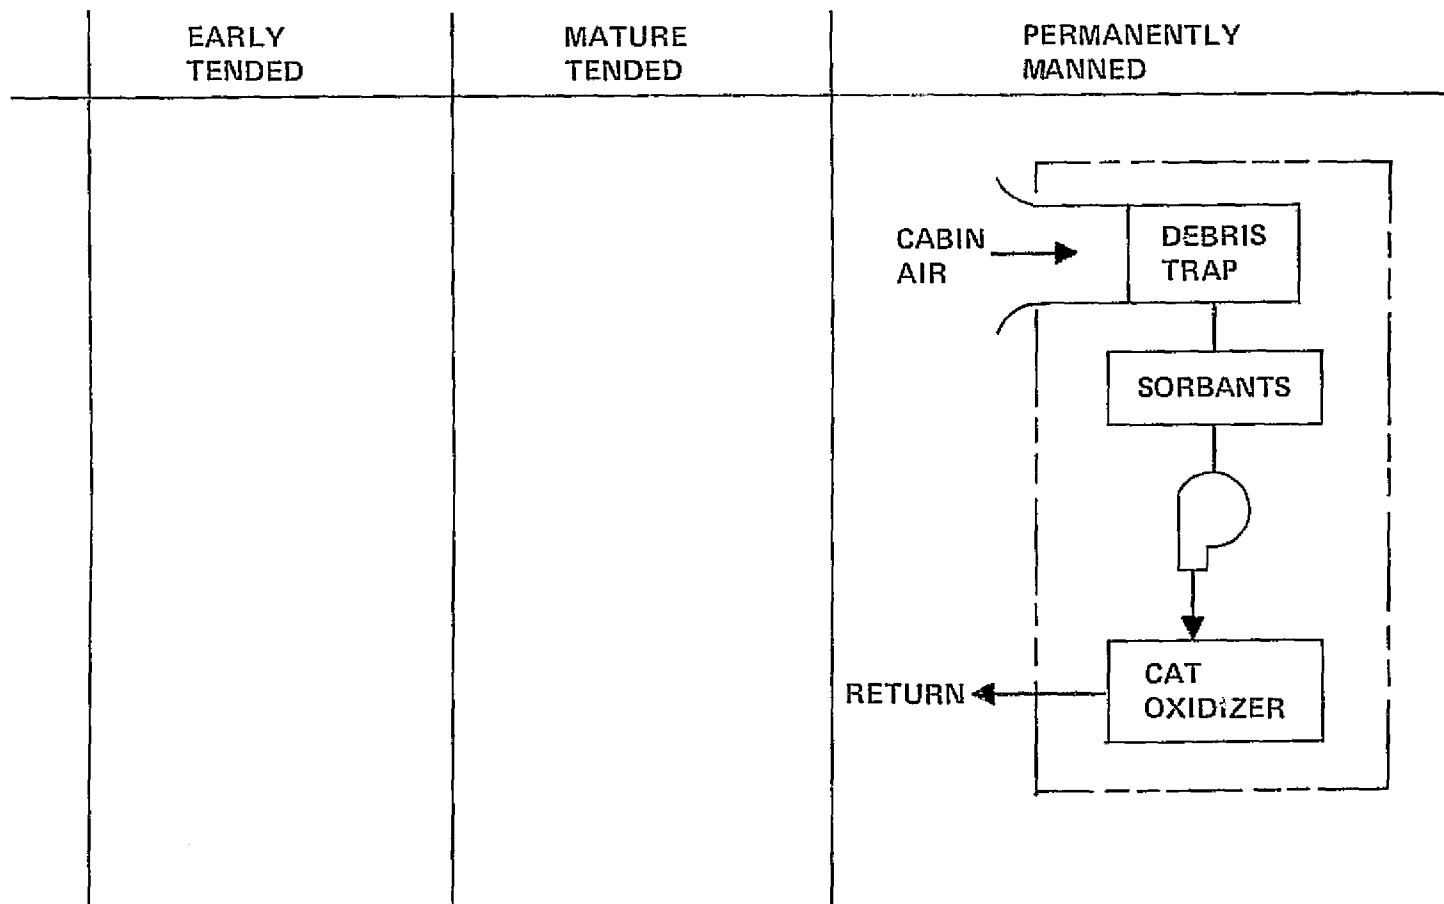 EARLY
TENDED
MATURE
TENDED
PERMANENTLY
MANNED
CABIN
AIR
DEBRIS
TRAP
SORBANTS
RETURN
CAT
OXIDIZER